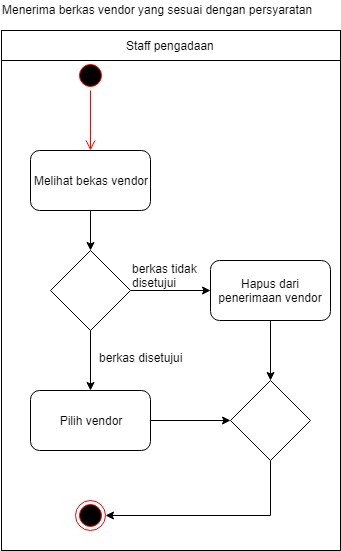 Menerima berkas vendor yang sesuai dengan persyaratan
Staff pengadaan
Melihat bekas vendor
berkas tidak
disetujui
Hapus dari
penerimaan vendor
berkas disetujui
Pilih vendor